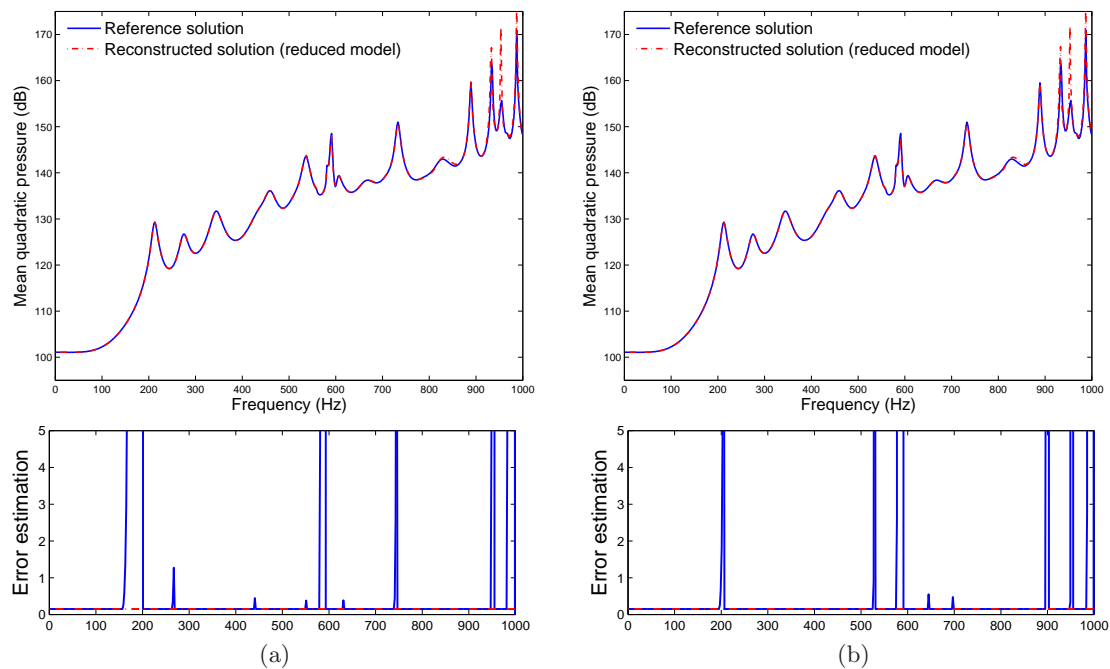 Reference solution
Reconstructed solution (reduced model)
Mean quadratic pressure (dB)
170
160
150
140
130
120
110
100
0 100 200 300 400 500 600 700 800 900 1000
Frequency (Hz)
Error estimation
5
4
3
2
1
0
0 100 200 300 400 500 600 700 800 900 1000
(a)
Reference solution
Reconstructed solution (reduced model)
Mean quadratic pressure (dB)
170
160
150
140
130
120
110
100
0 100 200 300 400 500 600 700 800 900 1000
Frequency (Hz)
Error estimation
5
4
3
2
1
0
0 100 200 300 400 500 600 700 800 900 1000
(b)